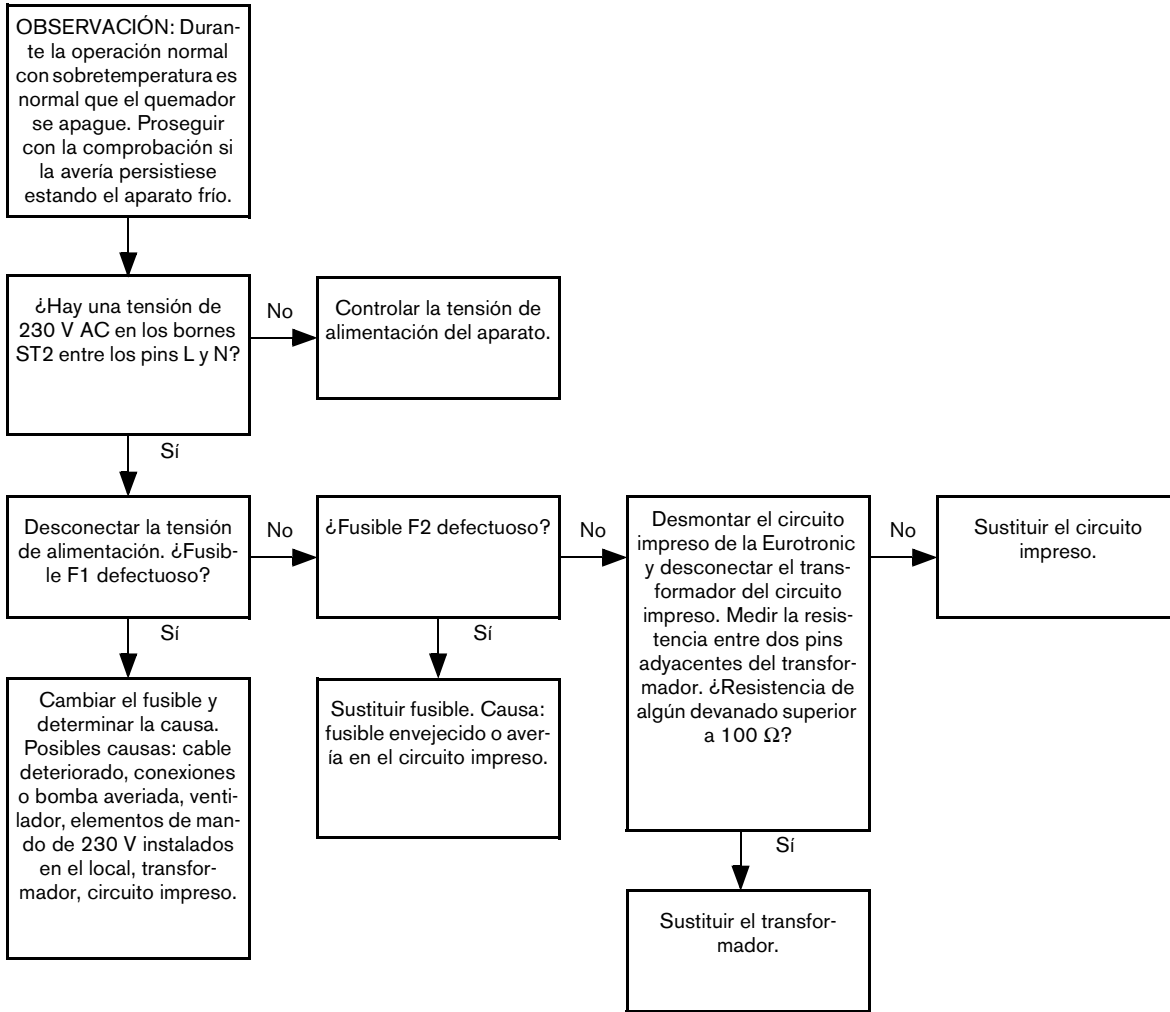 OBSERVACIÓN: Duran-
te la operación normal
con sobretemperatura es
normal que el quemador
se apague. Proseguir
con la comprobación si
la avería persistiese
estando el aparato frío.
¿Hay una tensión de
230 V AC en los bornes
ST2 entre los pins L y N?
No
Controlar la tensión de
alimentación del aparato.
Sí
Desconectar la tensión
de alimentación. ¿Fusib-
le F1 defectuoso?
No
¿Fusible F2 defectuoso?
No
Desmontar el circuito
impreso de la Eurotronic
y desconectar el trans-
formador del circuito
impreso. Medir la resis-
tencia entre dos pins
adyacentes del transfor-
mador. ¿Resistencia de
algún devanado superior
a 100 Ω?
No
Sustituir el circuito
impreso.
Sí
Cambiar el fusible y
determinar la causa.
Posibles causas: cable
deteriorado, conexiones
o bomba averiada, venti-
lador, elementos de man-
do de 230 V instalados
en el local, transfor-
mador, circuito impreso.
Sí
Sustituir fusible. Causa:
fusible envejecido o aver-
ía en el circuito impreso.
Sí
Sustituir el transfor-
mador.